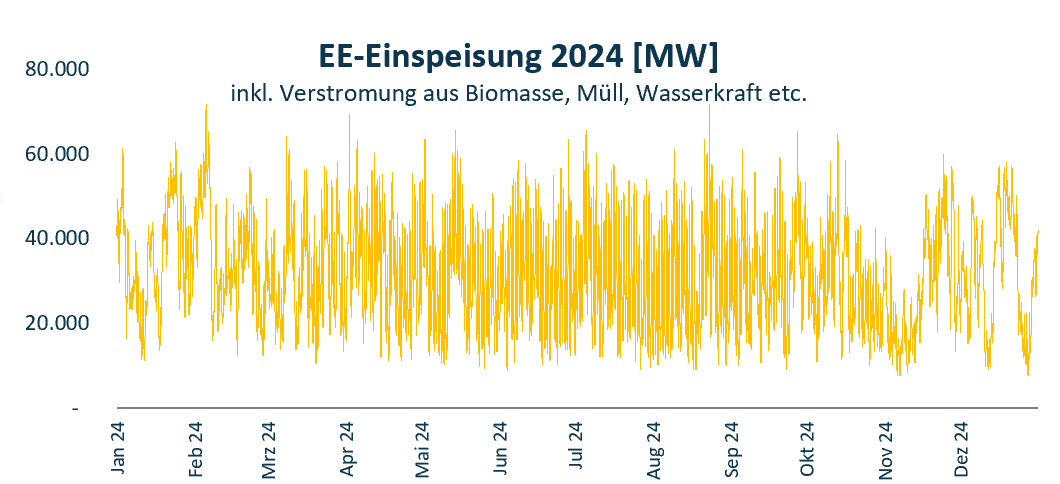 EE-Einspeisung 2024 [MW]
inkl. Verstromung aus Biomasse, Müll, Wasserkraft etc.
80.000
60.000
40.000
20.000
-
Jan 24
Feb 24
Mrz 24
Apr 24
Mai 24
Jun 24
Jul 24
Aug 24
Sep 24
Okt 24
Nov 24
Dez 24